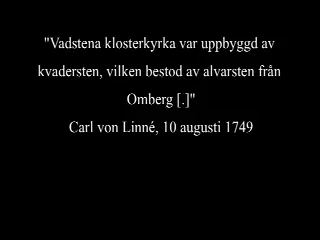 "Vadstena klosterkyrka var uppbyggd av
kvadersten, vilken bestod av alvarsten från
Omberg [.]"
Carl von Linné, 10 augusti 1749